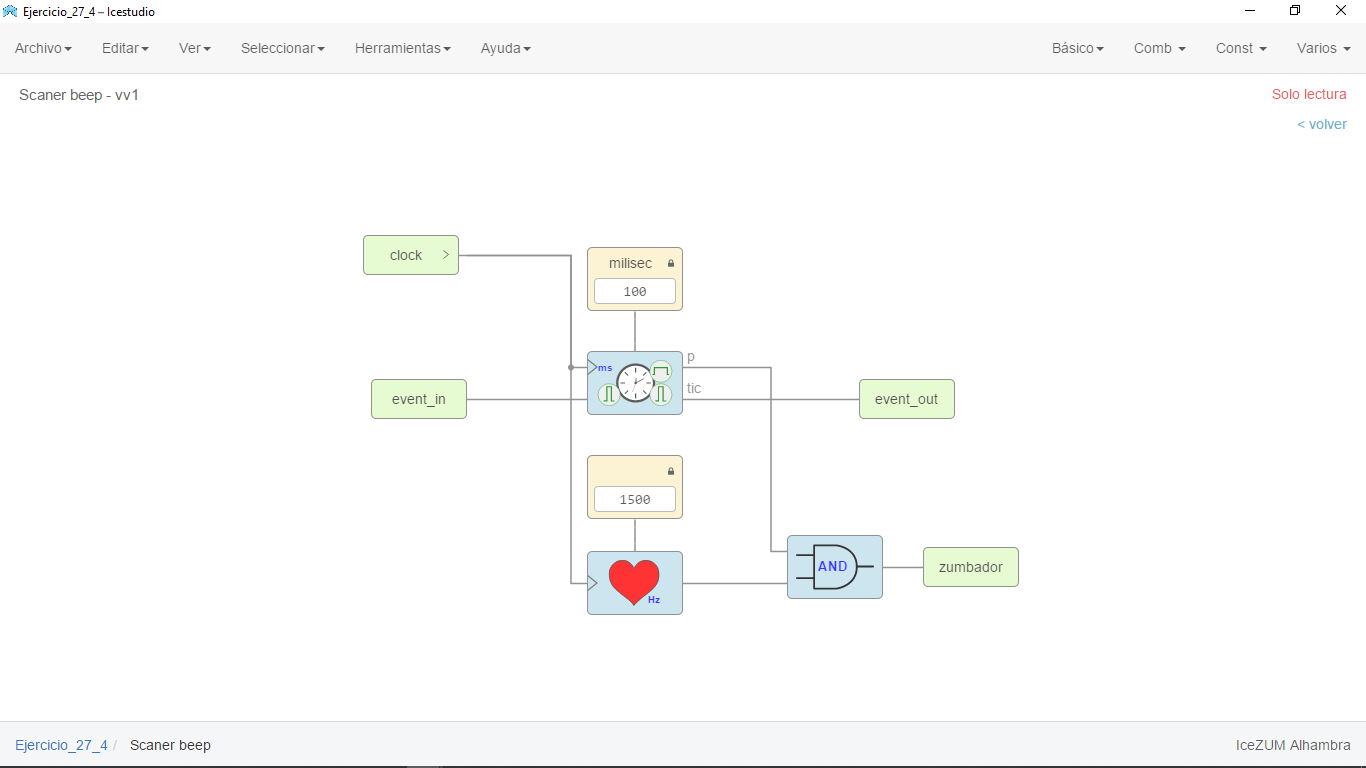 Ejercicio_27_4 – Icestudio
Archivo Editar Ver Seleccionar Herramientas Ayuda Básico Comb Const Varios
Scaner beep - vv1
Solo lectura
< volver
clock
milisec
100
ms
p
tic
event_in
event_out
1500
Hz
AND
zumbador
Ejercicio_27_4 / Scaner beep
IceZUM Alhambra